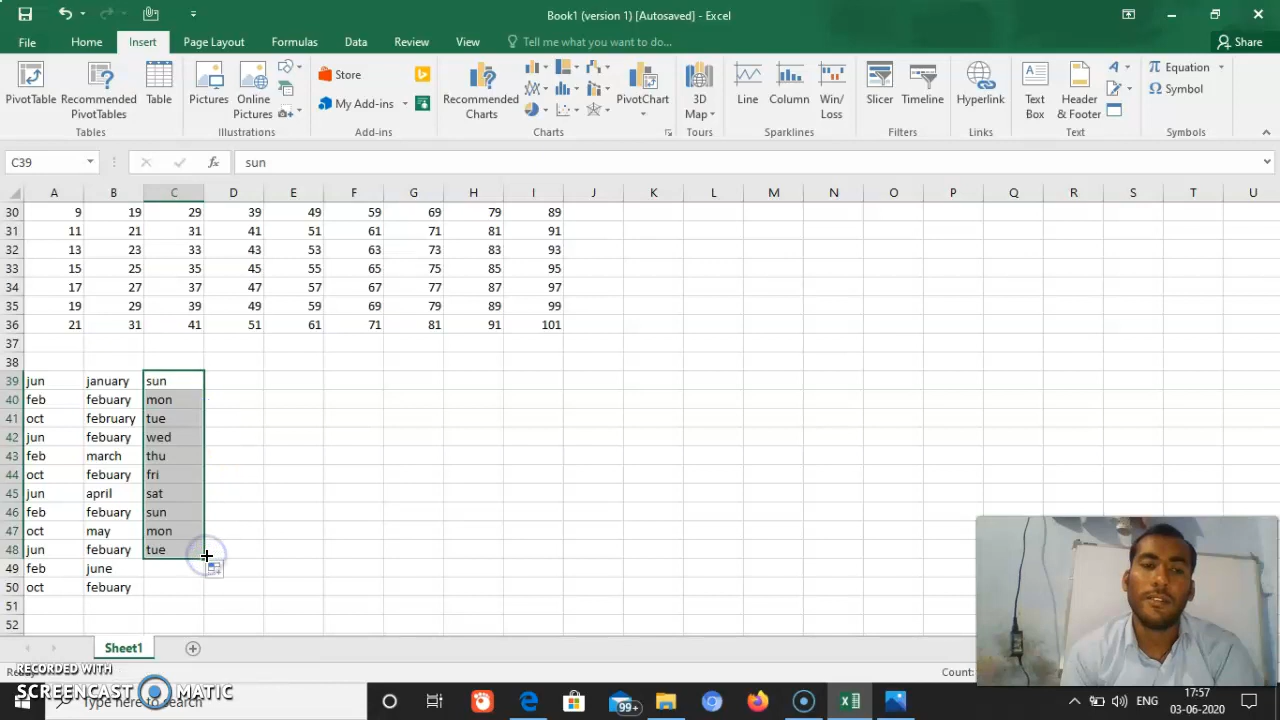 Book1 (version 1) [Autosaved] - Excel
File Home Insert Page Layout Formulas Data Review View Tell me what you want to do... Share
PivotTable Recommended PivotTables Table Pictures Online Pictures Store My Add-ins Recommended Charts PivotChart 3D Map Line Column Win/Loss Slicer Timeline Hyperlink Text Box Header & Footer Equation Symbol
Tables Illustrations Add-ins Charts Tours Sparklines Filters Links Text Symbols
C39 fx sun
A B C D E F G H I J K L M N O P Q R S T U
30 9 19 29 39 49 59 69 79 89
31 11 21 31 41 51 61 71 81 91
32 13 23 33 43 53 63 73 83 93
33 15 25 35 45 55 65 75 85 95
34 17 27 37 47 57 67 77 87 97
35 19 29 39 49 59 69 79 89 99
36 21 31 41 51 61 71 81 91 101
37
38
39 jun january sun
40 feb febuary mon
41 oct february tue
42 jun febuary wed
43 feb march thu
44 oct febuary fri
45 jun april sat
46 feb febuary sun
47 oct may mon
48 jun febuary tue
49 feb june
50 oct febuary
51
52
Sheet1
RECORDED WITH
SCREENCAST MATIC
Count:
Type here to search
99+
ENG
17:57
03-06-2020